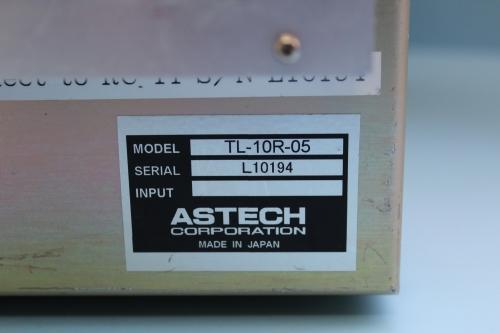 MODEL TL-10R-05
SERIAL L10194
INPUT
ASTECH
CORPORATION
MADE IN JAPAN